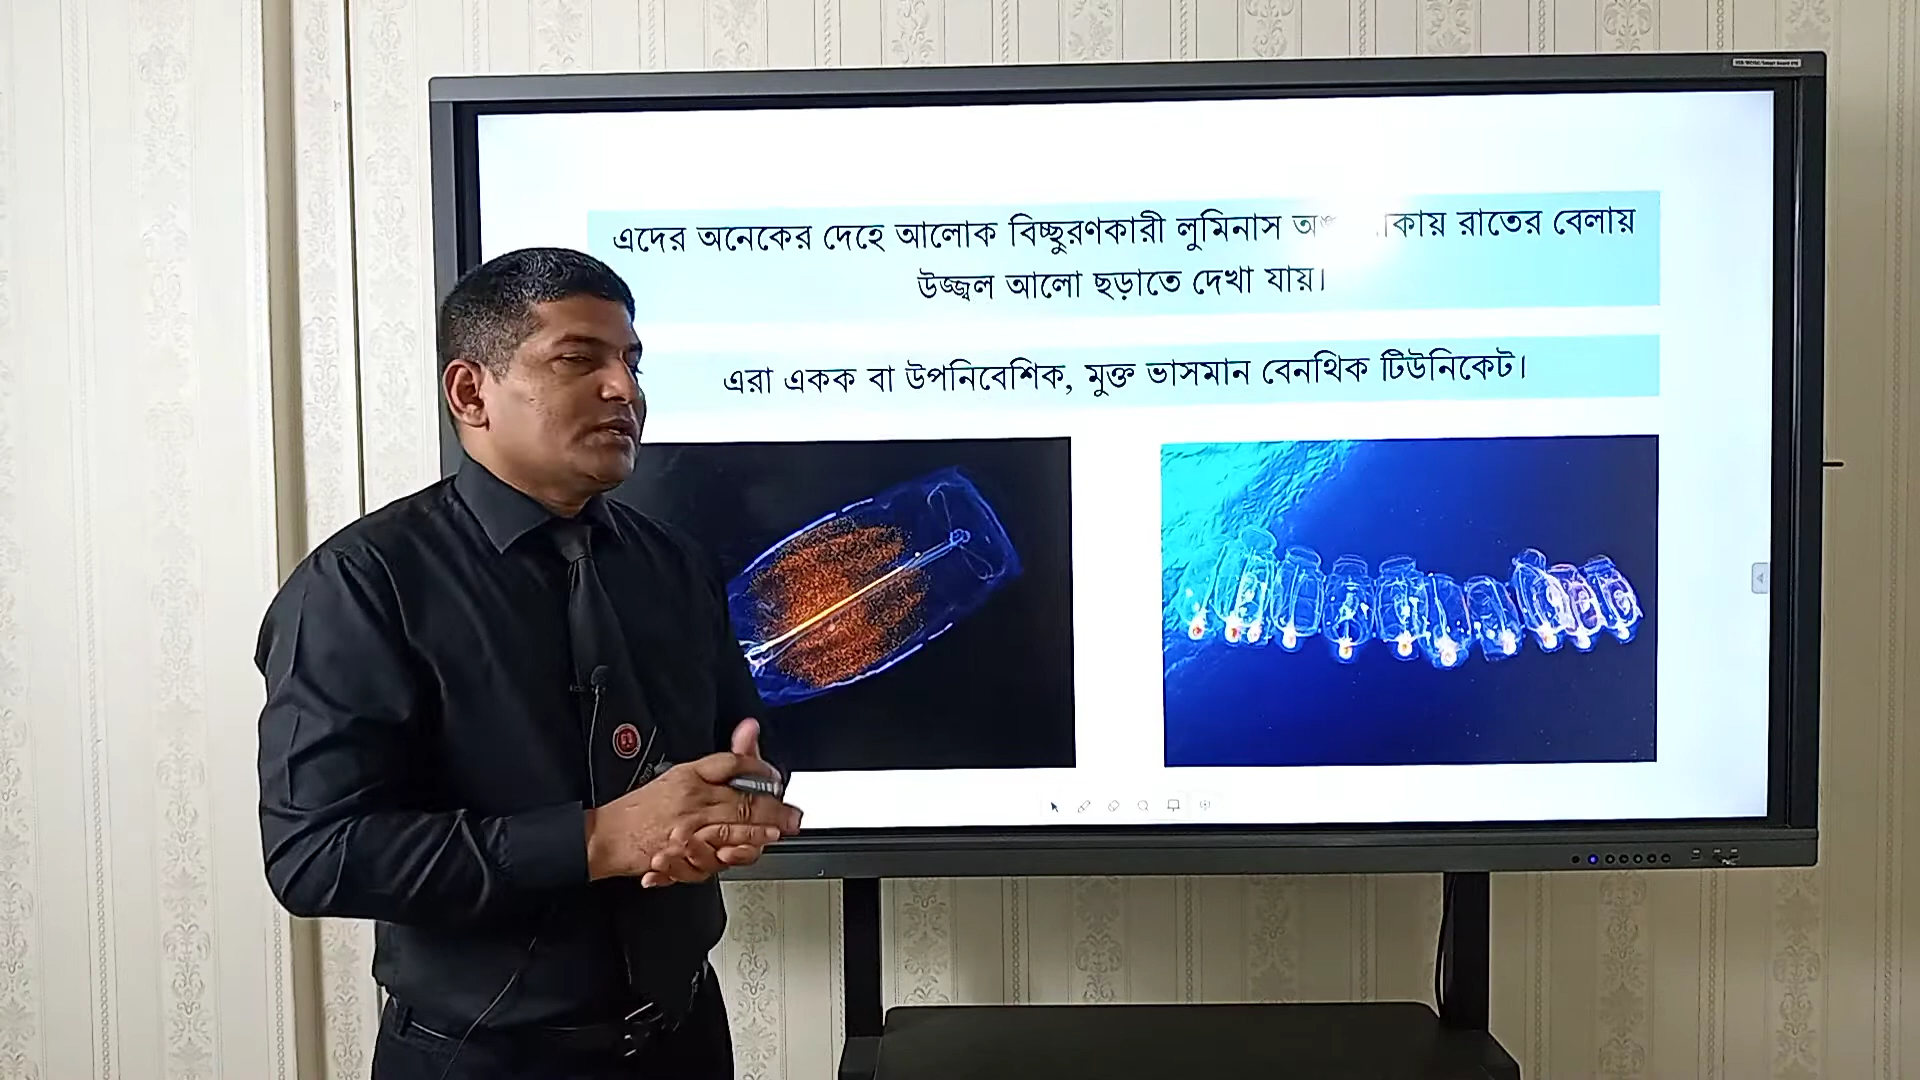 এদের অনেকের দেহে আলোক বিচ্ছুরণকারী লুমিনাস রাতের বেলায়
উজ্জ্বল আলো ছড়াতে দেখা যায়।
এরা একক বা উপনিবেশিক, মুক্ত ভাসমান বেনথিক টিউনিকেট।